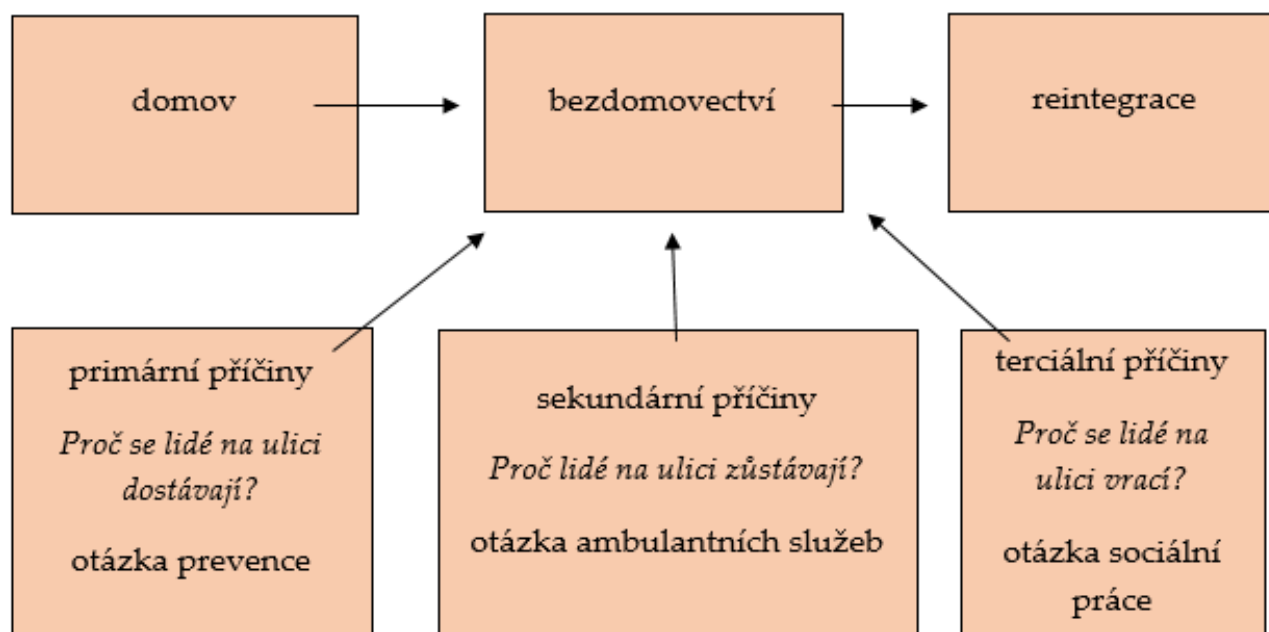 domov
bezdomovectví
reintegrace
primární příčiny
Proč se lidé na ulici
dostávají?
otázka prevence
sekundární příčiny
Proč lidé na ulici zůstávají?
otázka ambulantních služeb
terciální příčiny
Proč se lidé na
ulici vrací?
otázka sociální
práce